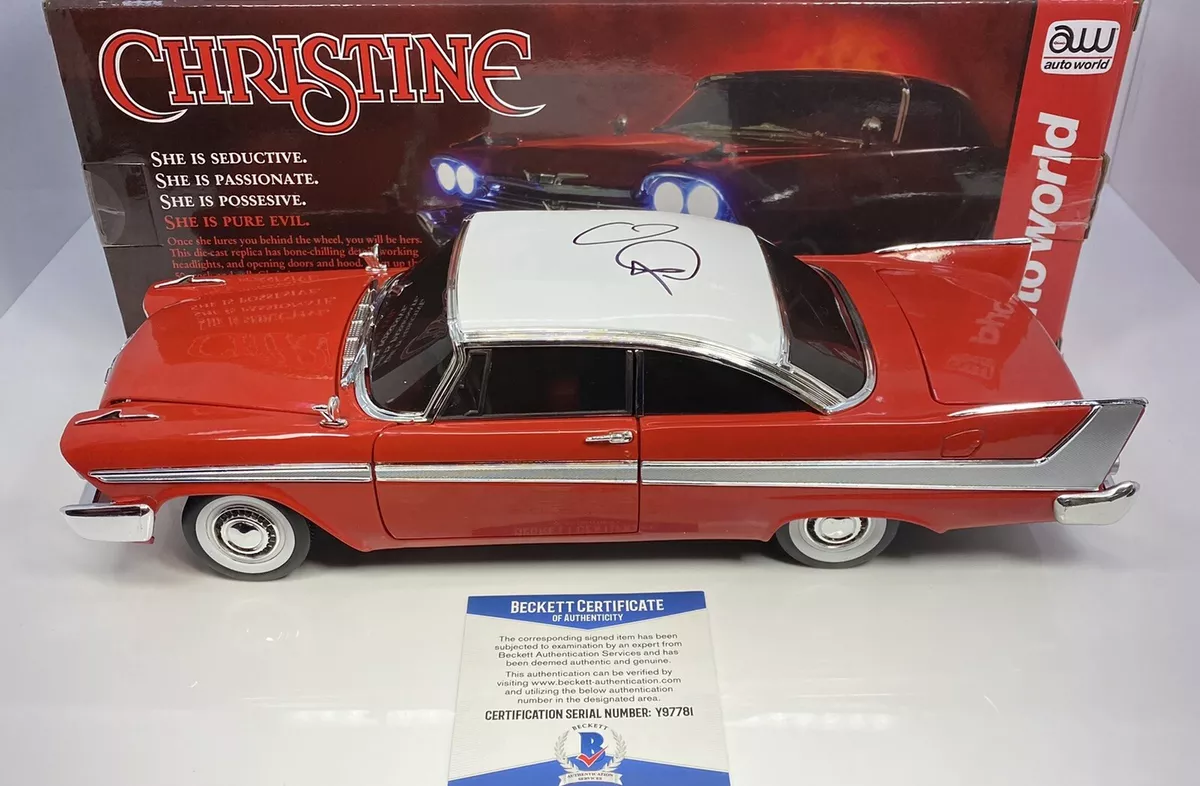 CHRISTINE
SHE IS SEDUCTIVE.
SHE IS PASSIONATE.
SHE IS POSSESIVE.
SHE IS PURE EVIL.
Once she lures you behind the wheel, you will be hers.
This die-cast replica has bone-chilling details, working
headlights, and opening doors and hood.
aw
auto world
auto world
BECKETT CERTIFICATE
OF AUTHENTICITY
The corresponding signed item has been
subjected to examination by an expert from
Beckett Authentication Services and has
been deemed authentic and genuine.
This authentication can be verified by
visiting www.beckett-authentication.com
and utilizing the below authentication
number in the designated area.
CERTIFICATION SERIAL NUMBER: Y97781
BECKETT
B
AUTHENTICATION
SERVICES